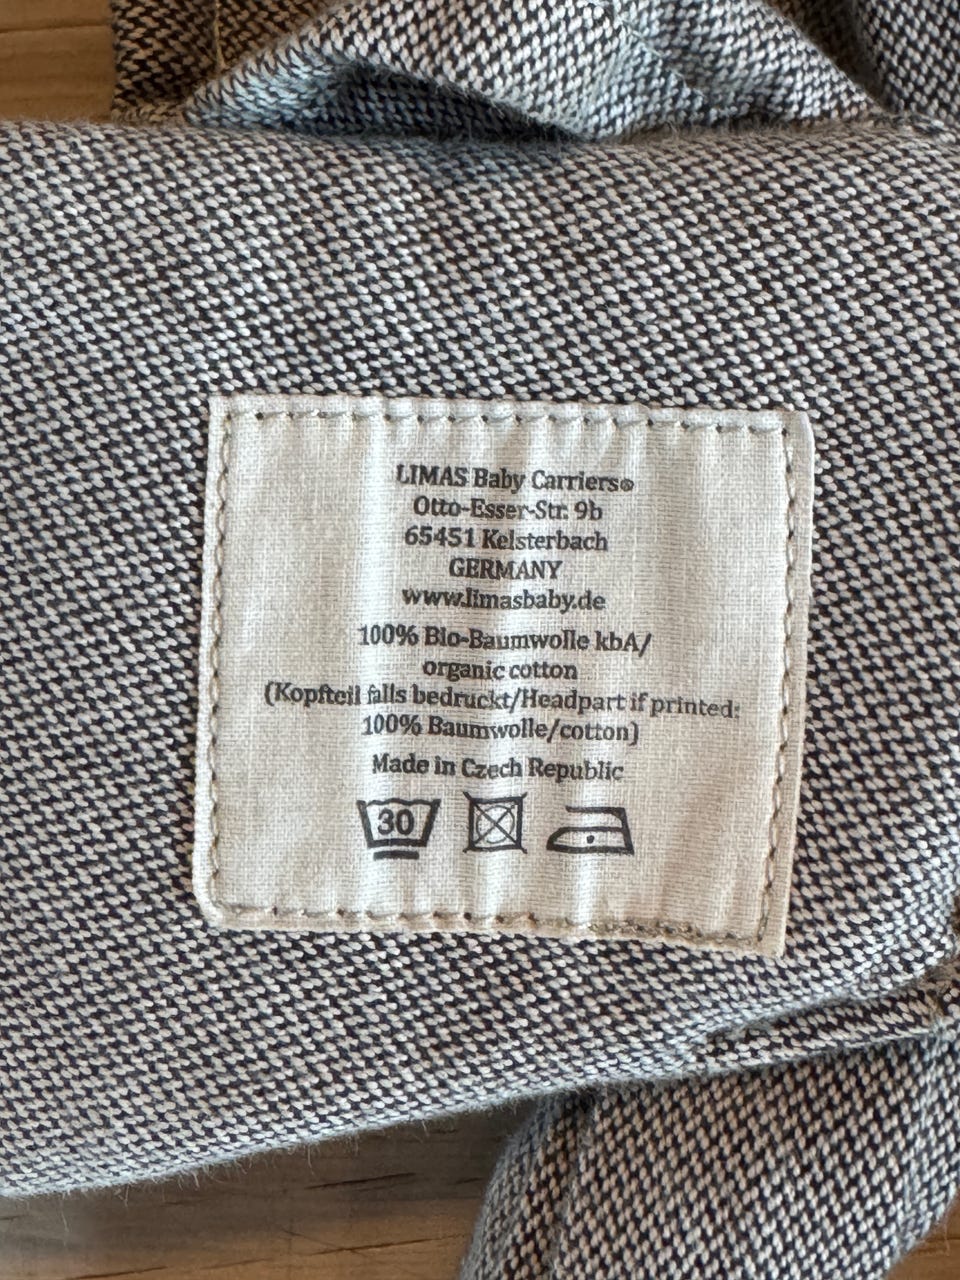 LIMAS Baby Carriers®
Otto-Esser-Str. 9b
65451 Kelsterbach
GERMANY
www.limasbaby.de
100% Bio-Baumwolle kbA/
organic cotton
(Kopfteil falls bedruckt/Headpart if printed:
100% Baumwolle/cotton)
Made in Czech Republic
30